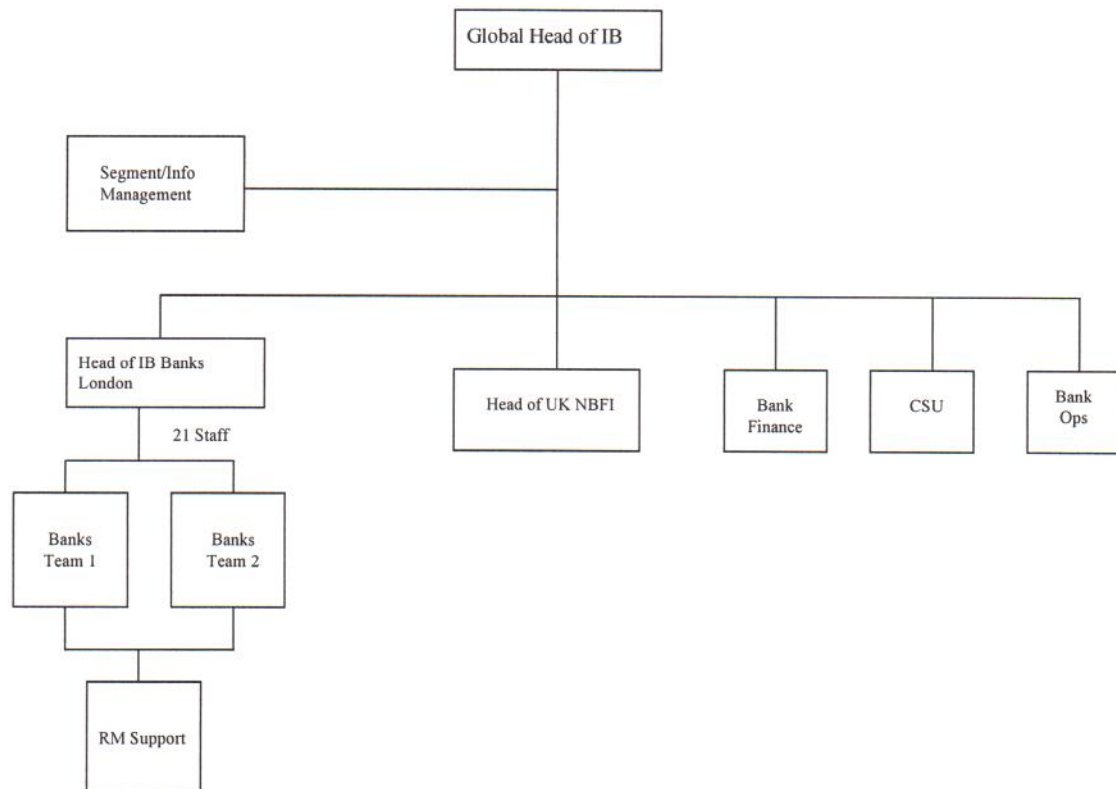 Global Head of IB
Segment/Info
Management
Head of IB Banks
London
Head of UK NBFI
Bank
Finance
CSU
Bank
Ops
21 Staff
Banks
Team 1
Banks
Team 2
RM Support